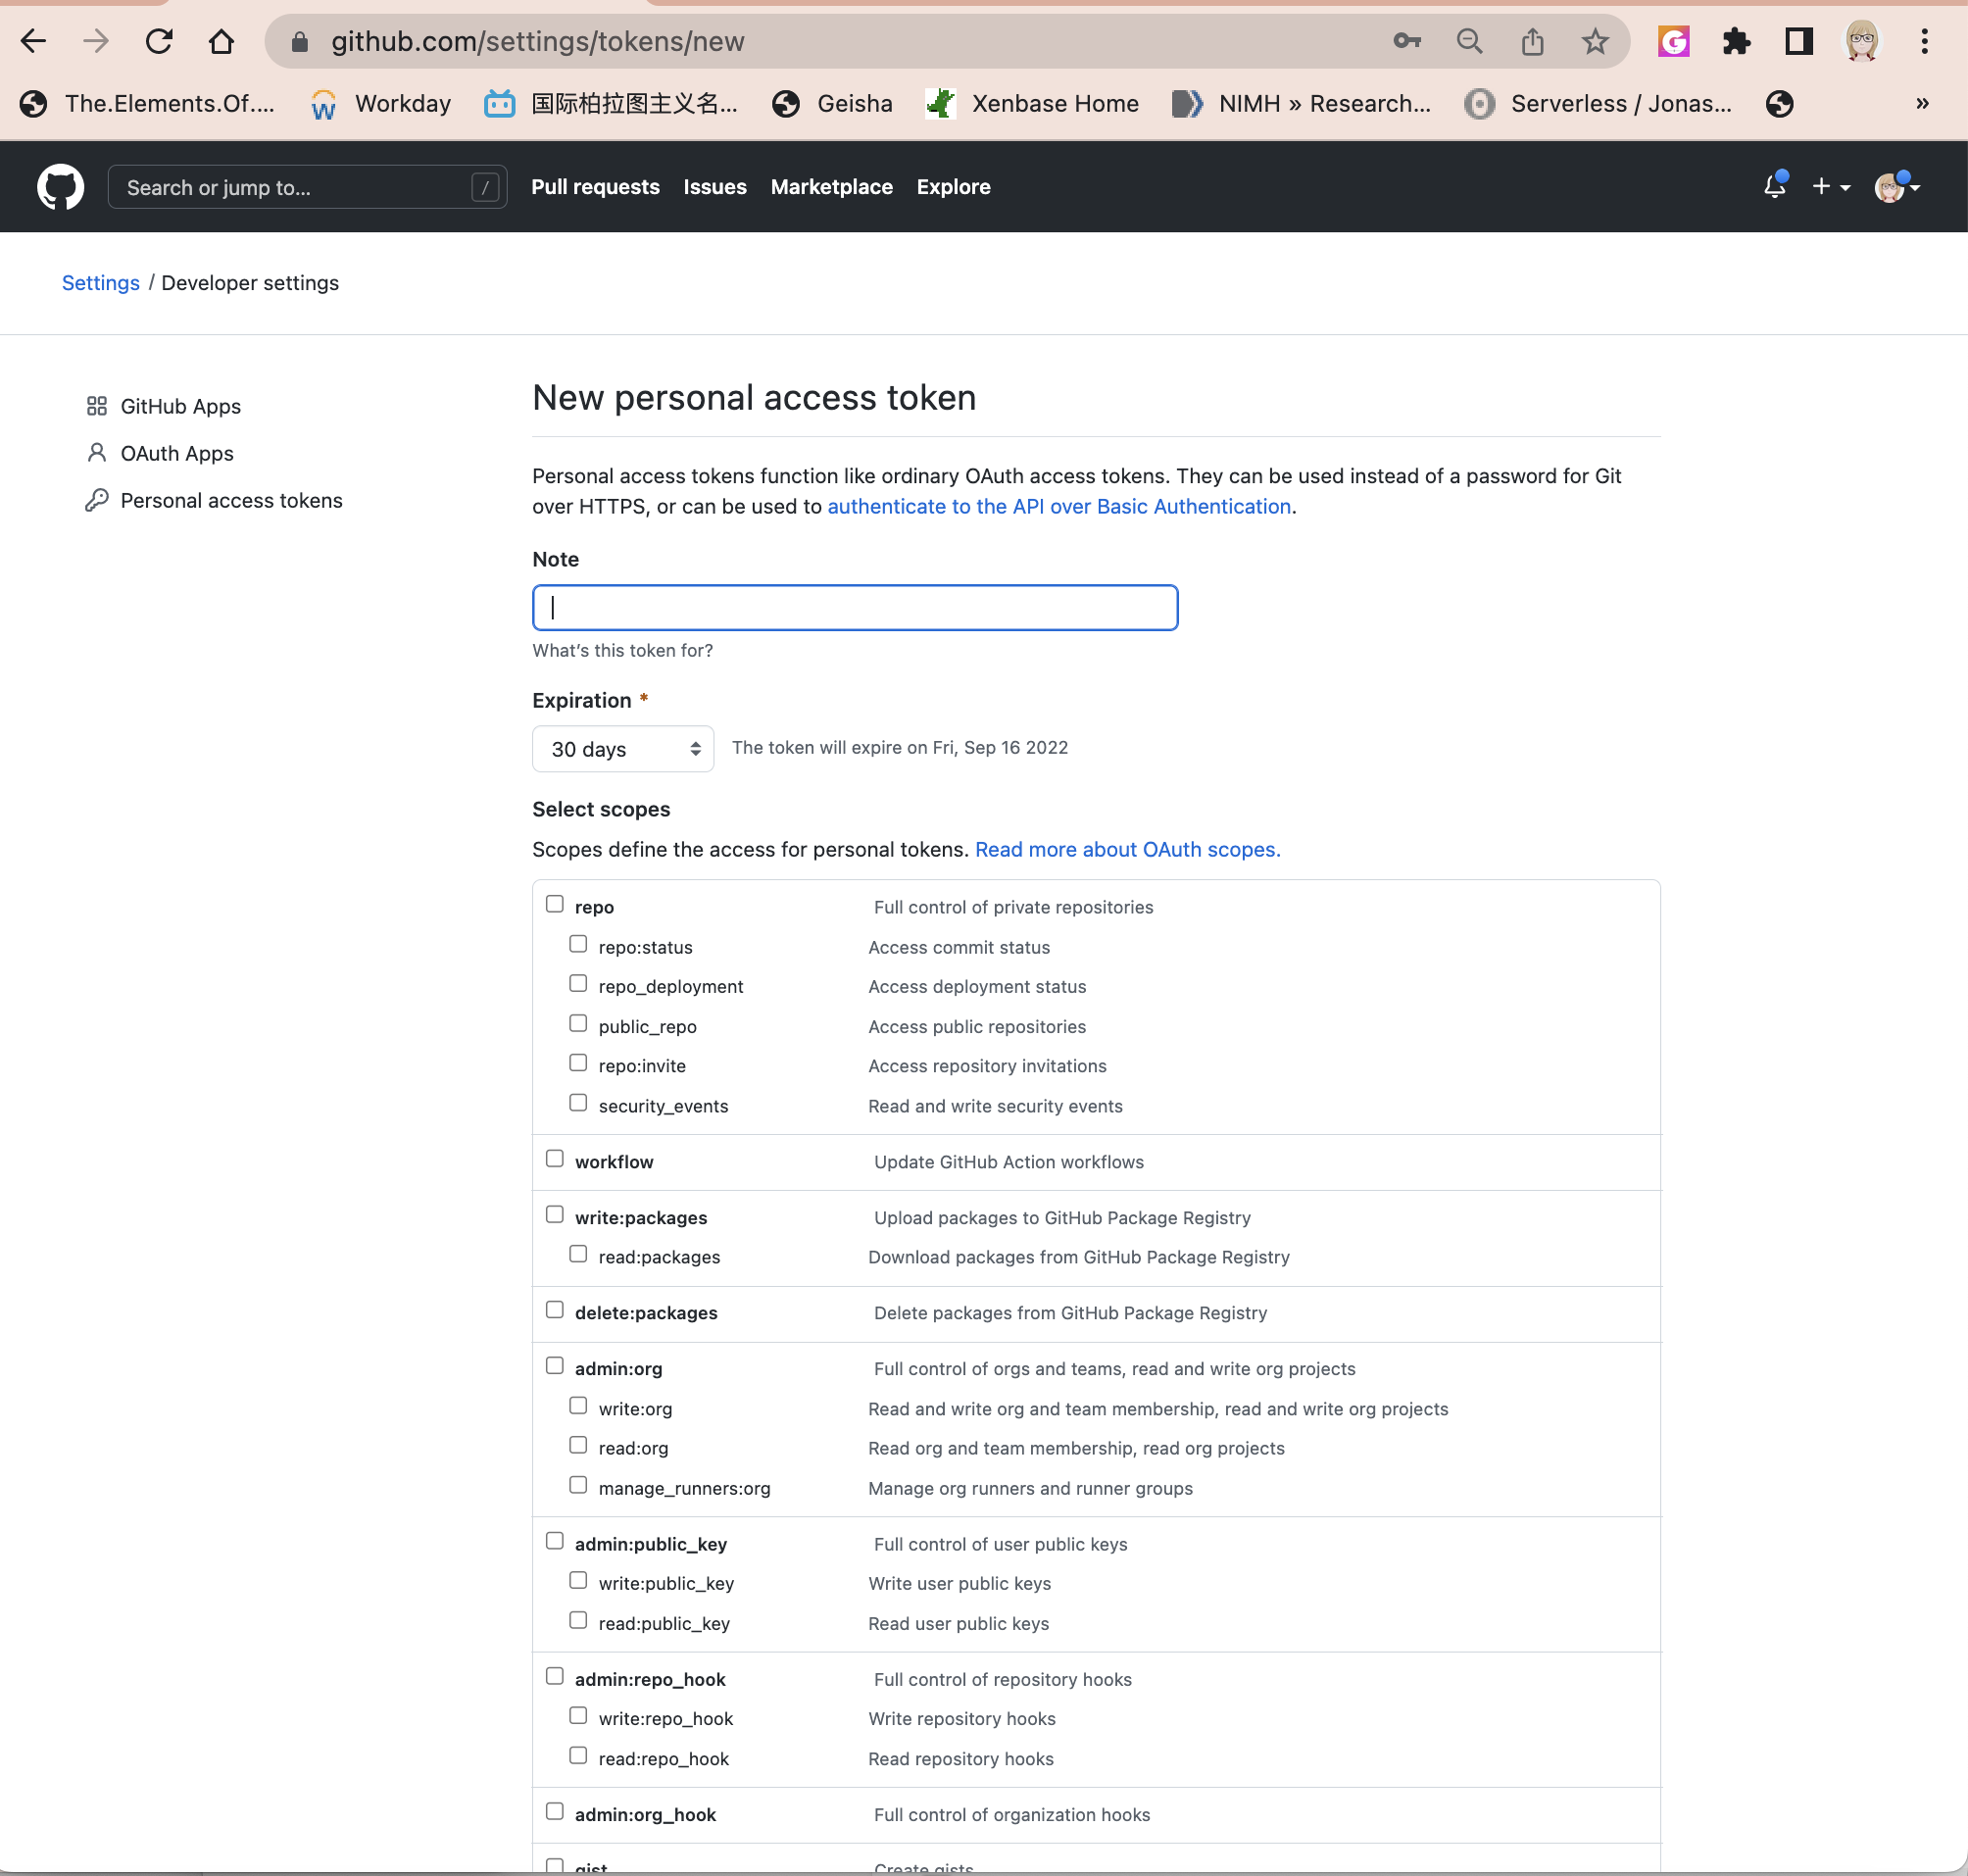 github.com/settings/tokens/new
The.Elements.Of....
Workday
国际柏拉图主义名...
Geisha
Xenbase Home
NIMH » Research...
Serverless / Jonas...
»
Search or jump to...
/
Pull requests
Issues
Marketplace
Explore
Settings / Developer settings
GitHub Apps
OAuth Apps
Personal access tokens
New personal access token
Personal access tokens function like ordinary OAuth access tokens. They can be used instead of a password for Git
over HTTPS, or can be used to authenticate to the API over Basic Authentication.
Note
What's this token for?
Expiration *
30 days
The token will expire on Fri, Sep 16 2022
Select scopes
Scopes define the access for personal tokens. Read more about OAuth scopes.
repo Full control of private repositories
repo:status Access commit status
repo_deployment Access deployment status
public_repo Access public repositories
repo:invite Access repository invitations
security_events Read and write security events
workflow Update GitHub Action workflows
write:packages Upload packages to GitHub Package Registry
read:packages Download packages from GitHub Package Registry
delete:packages Delete packages from GitHub Package Registry
admin:org Full control of orgs and teams, read and write org projects
write:org Read and write org and team membership, read and write org projects
read:org Read org and team membership, read org projects
manage_runners:org Manage org runners and runner groups
admin:public_key Full control of user public keys
write:public_key Write user public keys
read:public_key Read user public keys
admin:repo_hook Full control of repository hooks
write:repo_hook Write repository hooks
read:repo_hook Read repository hooks
admin:org_hook Full control of organization hooks
gist Create gists